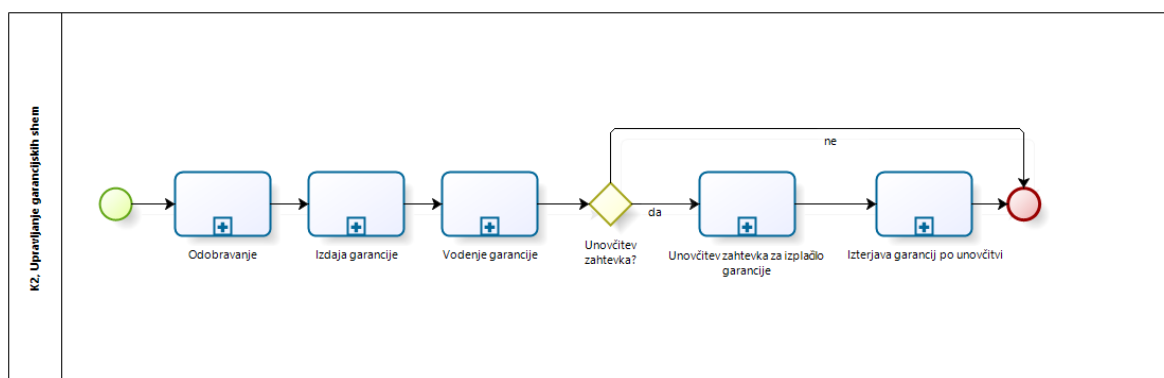 K2, Upravljanje garancijskih shem
ne
da
Odobravanje
Izdaja garancije
Vodenje garancije
Unovčitev
zahtevka?
Unovčitev zahtevka za izplačilo
garancije
Izterjava garancij po unovčitvi